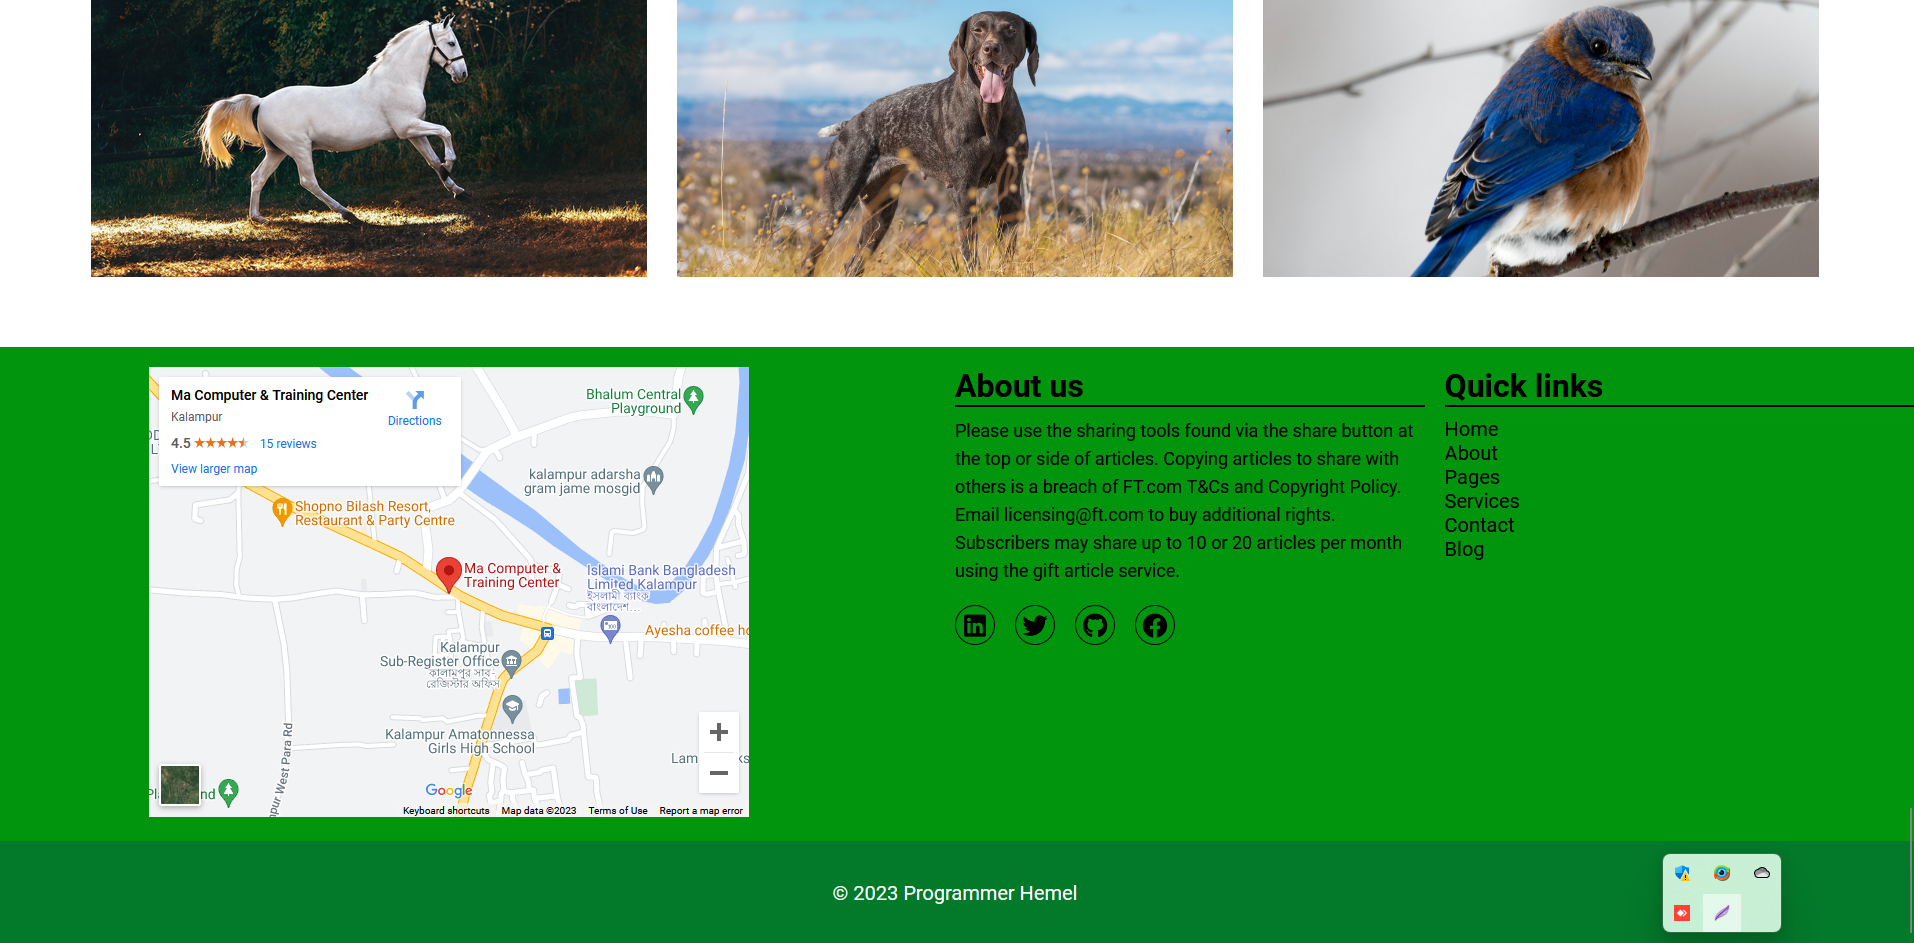 Ma Computer & Training Center
Kalampur
4.5
15 reviews
View larger map
Directions
Bhalum Central
Playground
kalampur adarsha
gram jame mosgid
Shopno Bilash Resort,
Restaurant & Party Centre
Ma Computer &
Training Center
Islami Bank Bangladesh
Limited Kalampur
ইসলামী ব্যাংক
বাংলাদেশ...
Ayesha coffee
Kalampur
Sub-Register Office
কালামপুর সাব-
রেজিস্টার অফিস
Kalampur Amatonnessa
Girls High School
Lam
ks
nd
pur West Para Rd
Google
Keyboard shortcuts
Map data ©2023
Terms of Use
Report a map error
About us
Please use the sharing tools found via the share button at
the top or side of articles. Copying articles to share with
others is a breach of FT.com T&Cs and Copyright Policy.
Email licensing@ft.com to buy additional rights.
Subscribers may share up to 10 or 20 articles per month
using the gift article service.
Quick links
Home
About
Pages
Services
Contact
Blog
© 2023 Programmer Hemel